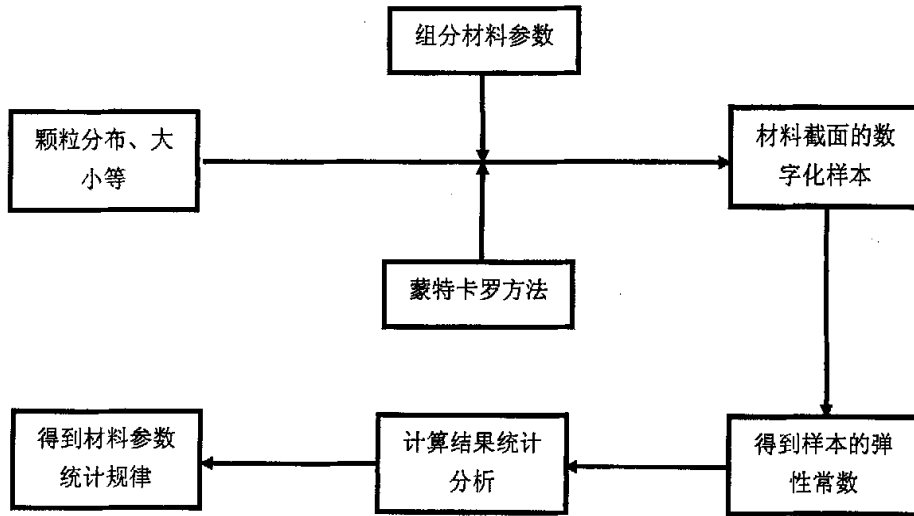 组分材料参数
颗粒分布、大
小等
材料截面的数
字化样本
蒙特卡罗方法
得到材料参数
统计规律
计算结果统计
分析
得到样本的弹
性常数